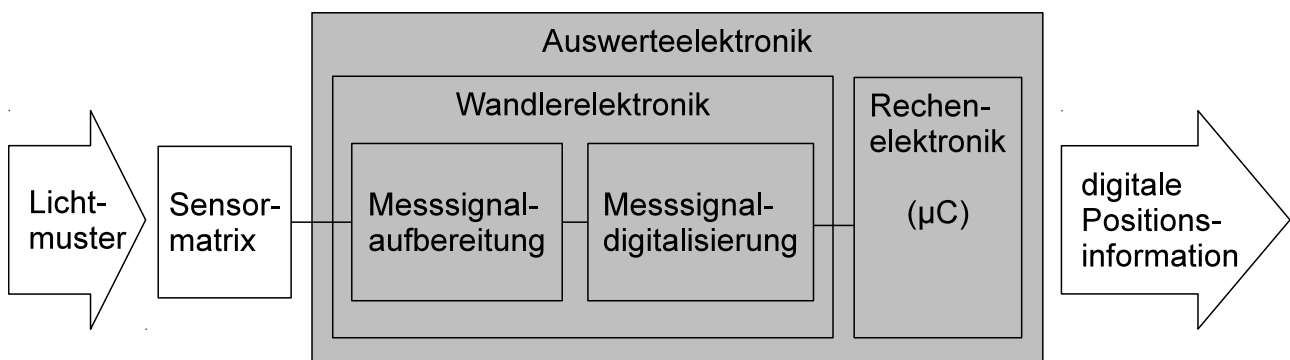 Auswerteelektronik
Wandlerelektronik
Licht-
muster
Sensor-
matrix
Messsignal-
aufbereitung
Messsignal-
digitalisierung
Rechen-
elektronik
(µC)
digitale
Positions-
information